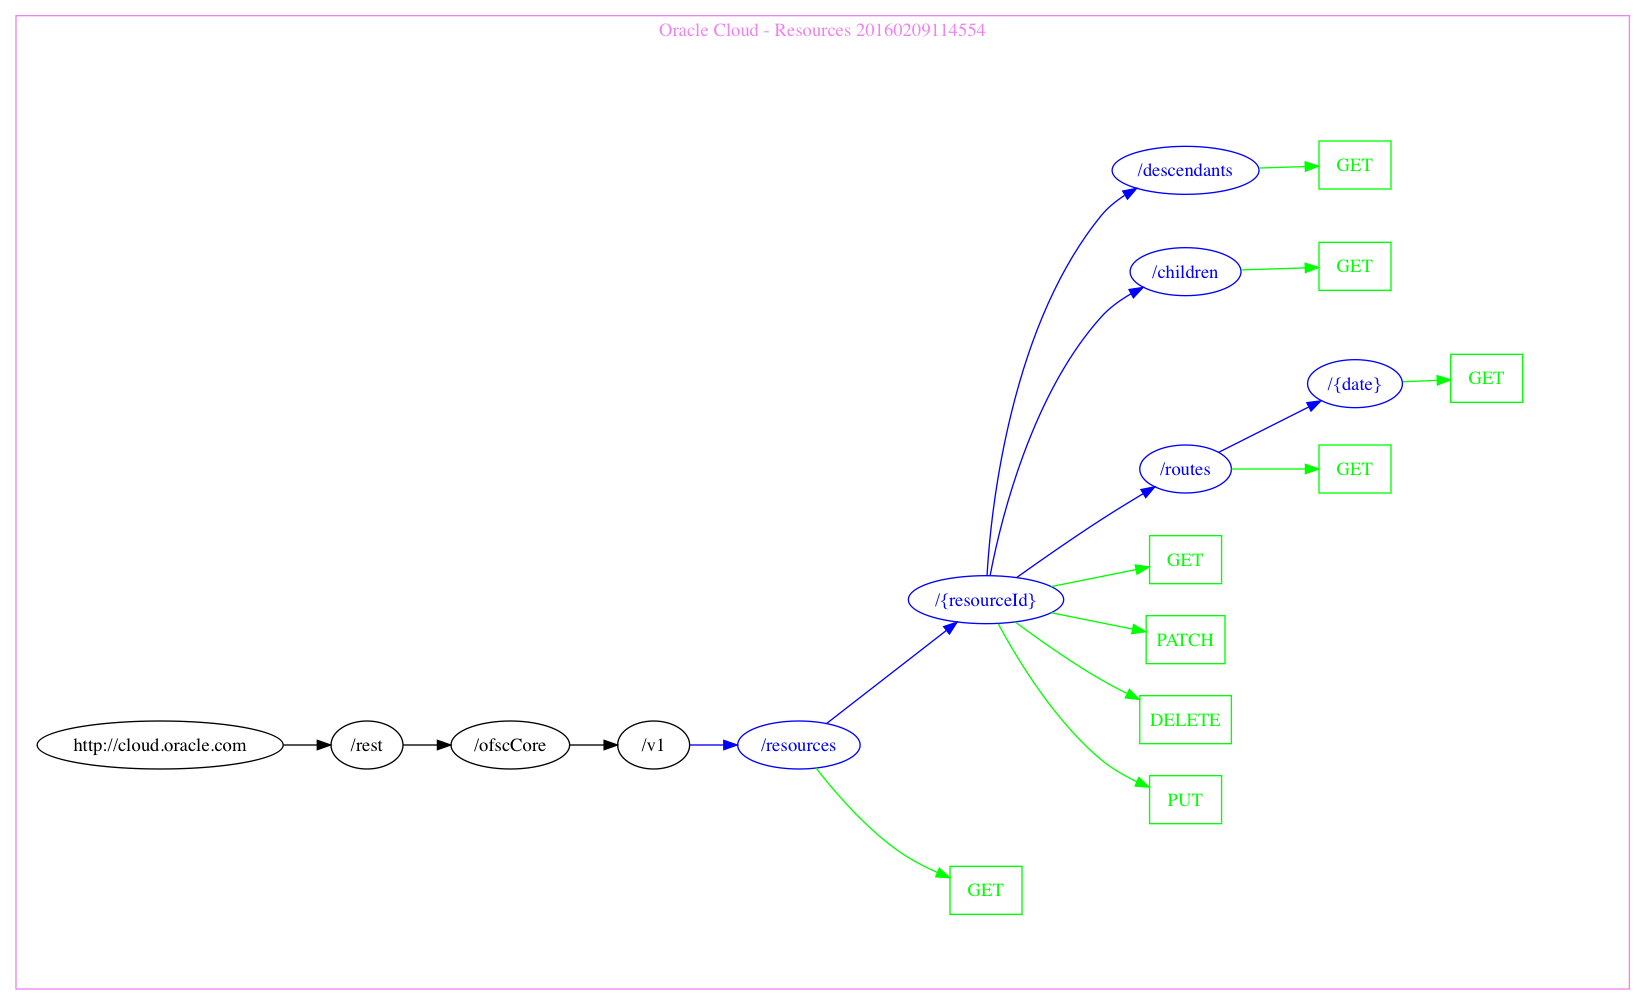 Oracle Cloud - Resources 20160209114554
/descendants
GET
/children
GET
/{date}
GET
/routes
GET
GET
/{resourceId}
PATCH
DELETE
http://cloud.oracle.com
/rest
/ofscCore
/v1
/resources
PUT
GET